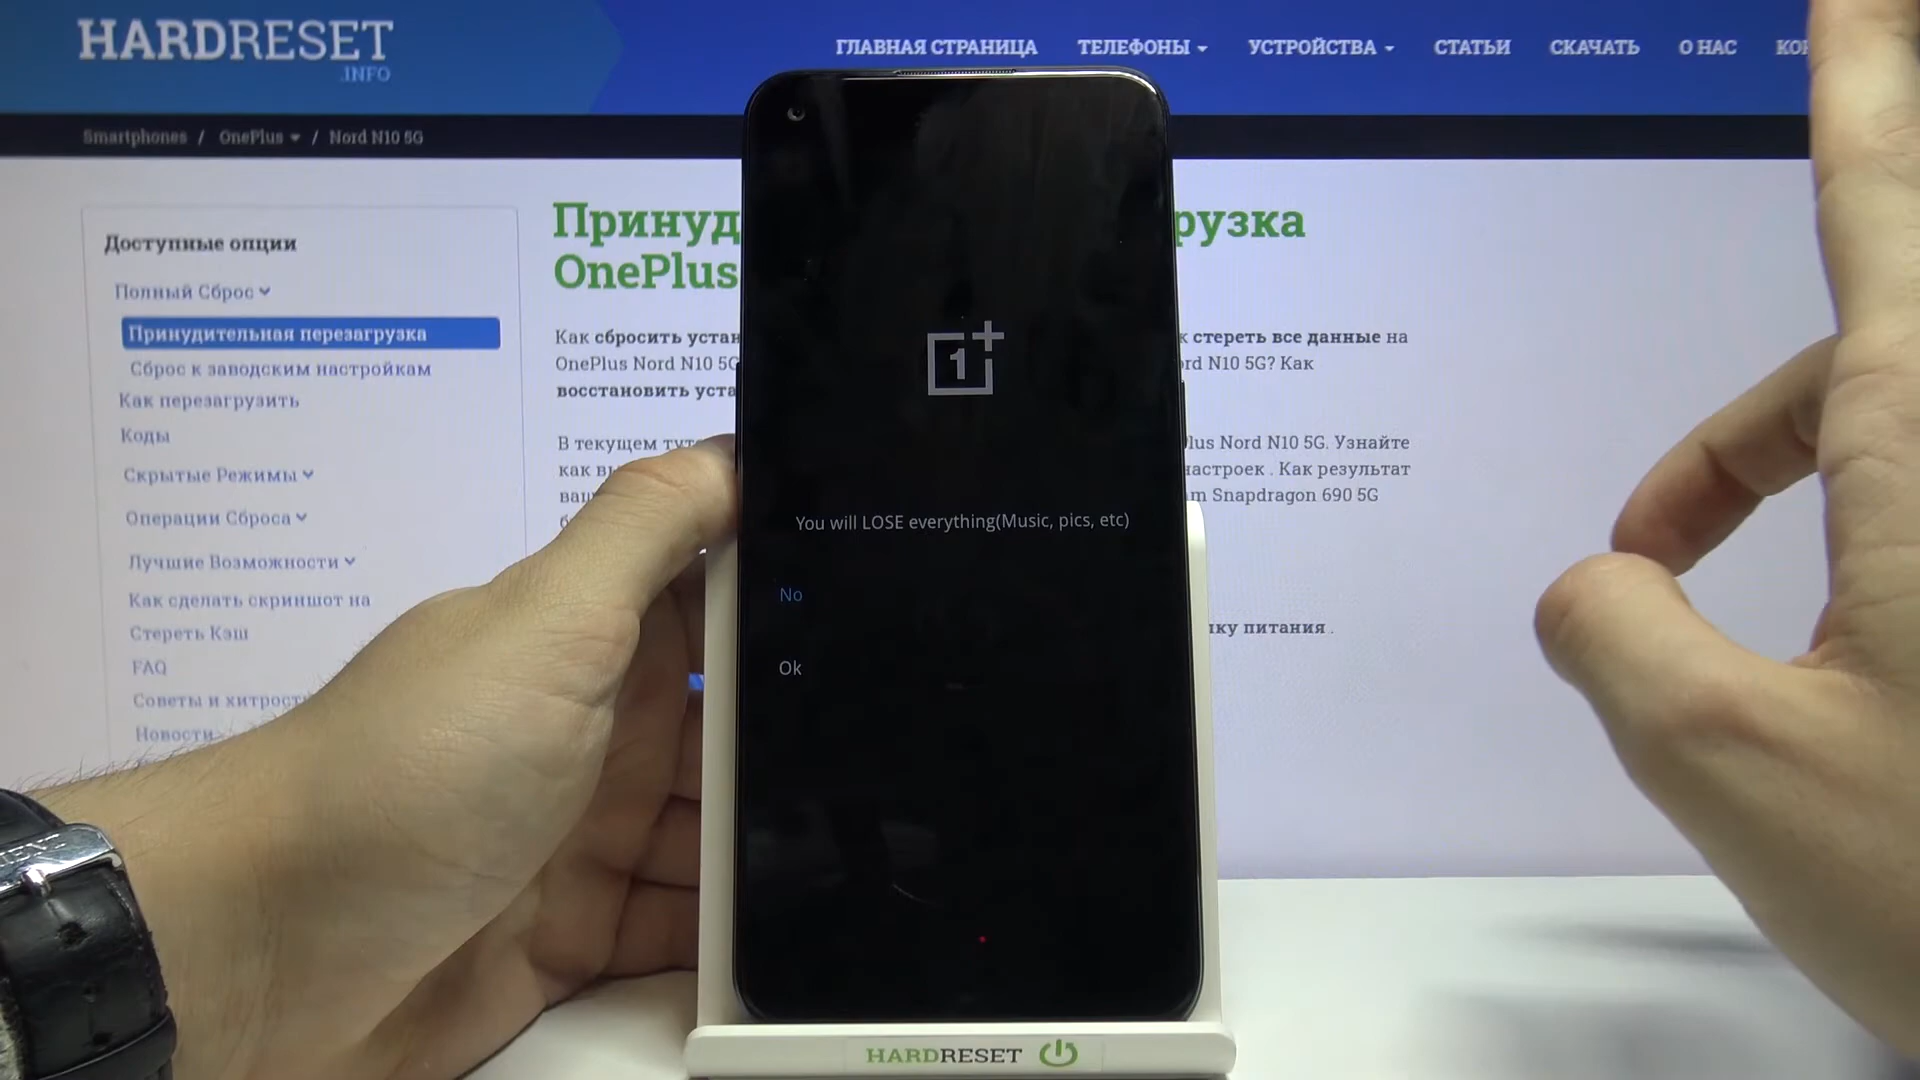 HARDRESET
.INFO
ГЛАВНАЯ СТРАНИЦА ТЕЛЕФОНЫ УСТРОЙСТВА СТАТЬИ СКАЧАТЬ О НАС
Smartphones / OnePlus / Nord N10 5G
Доступные опции
Полный Сброс
Принудительная перезагрузка
Сброс к заводским настройкам
Как перезагрузить
Коды
Скрытые Режимы
Операции Сброса
Лучшие Возможности
Как сделать скриншот на
Стереть Кэш
FAQ
Советы и хитрост
Новости
Принуд рузка
OnePlus
Как сбросить устан к стереть все данные на
OnePlus Nord N10 5G rd N10 5G? Как
восстановить уста
В текущем туто lus Nord N10 5G. Узнайте
как вы настроек . Как результат
ваш m Snapdragon 690 5G
ку питания .
1+
You will LOSE everything(Music, pics, etc)
No
Ok
HARDRESET